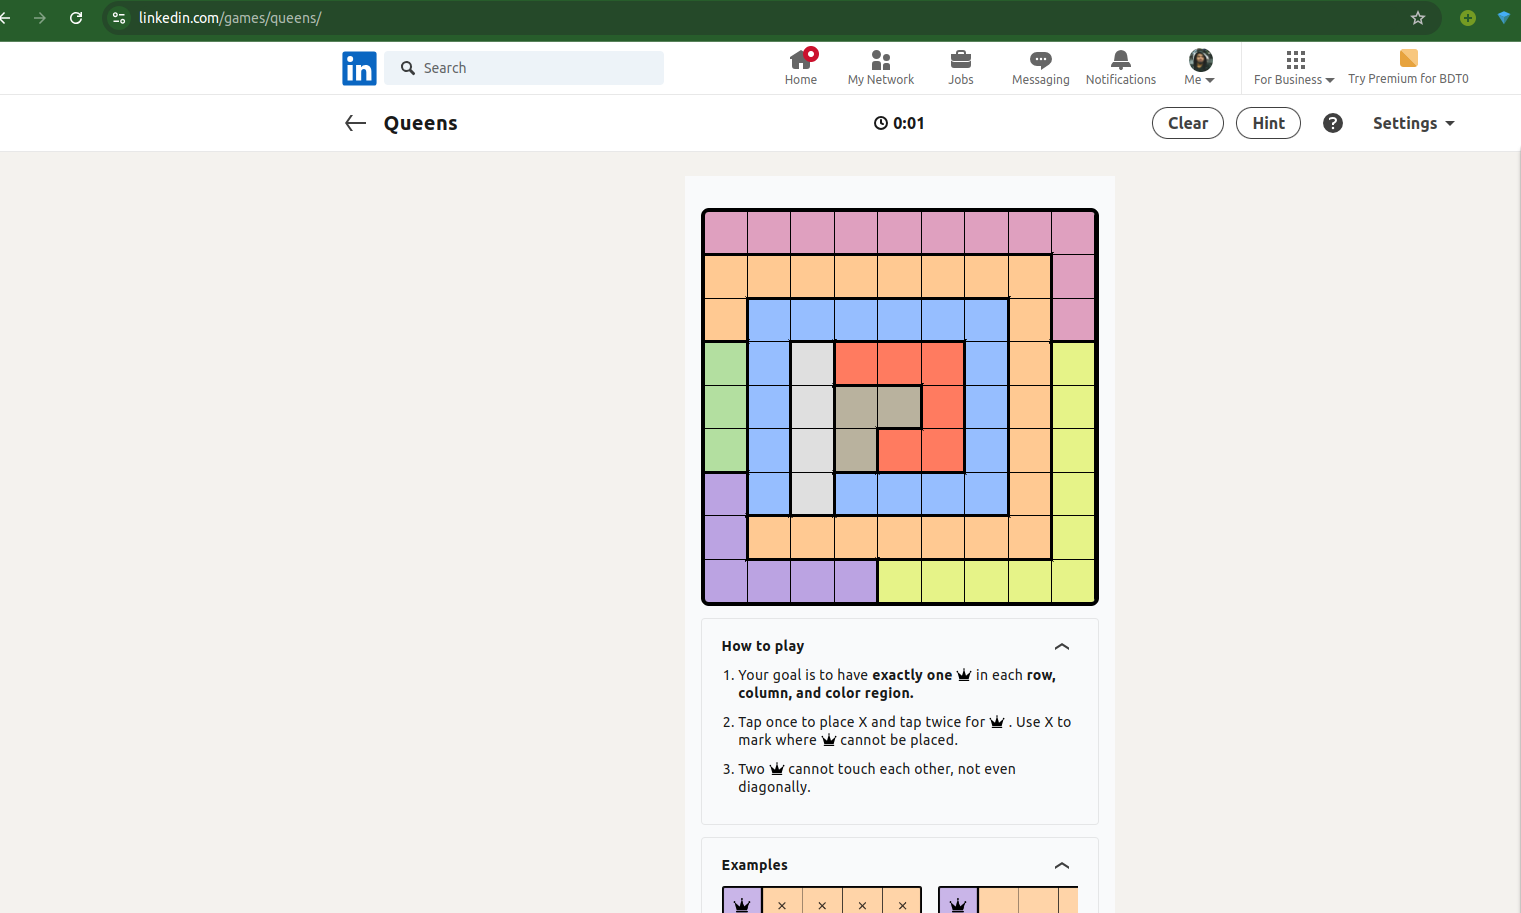 linkedin.com/games/queens/
in
Search
Home
My Network
Jobs
Messaging
Notifications
Me
For Business
Try Premium for BDT0
Queens
0:01
Clear
Hint
?
Settings
How to play
1. Your goal is to have exactly one in each row,
column, and color region.
2. Tap once to place X and tap twice for . Use X to
mark where cannot be placed.
3. Two cannot touch each other, not even
diagonally.
Examples
× × × ×